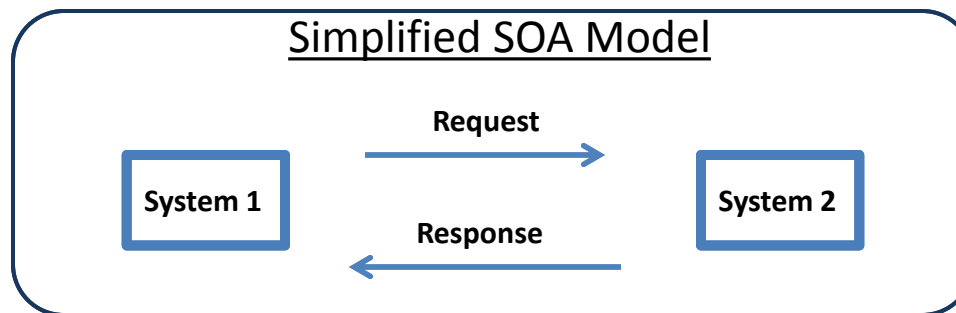 Simplified SOA Model
Request
System 1
System 2
Response